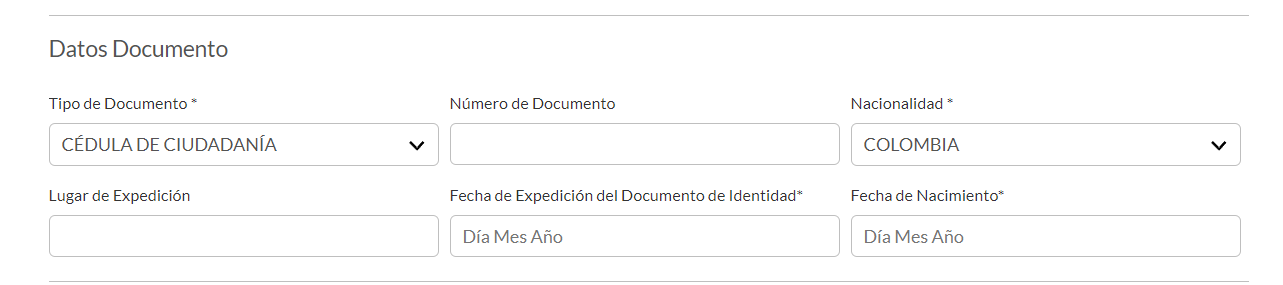 Datos Documento
Tipo de Documento *
Número de Documento
Nacionalidad *
CÉDULA DE CIUDADANÍA
COLOMBIA
Lugar de Expedición
Fecha de Expedición del Documento de Identidad*
Fecha de Nacimiento*
Día Mes Año
Día Mes Año